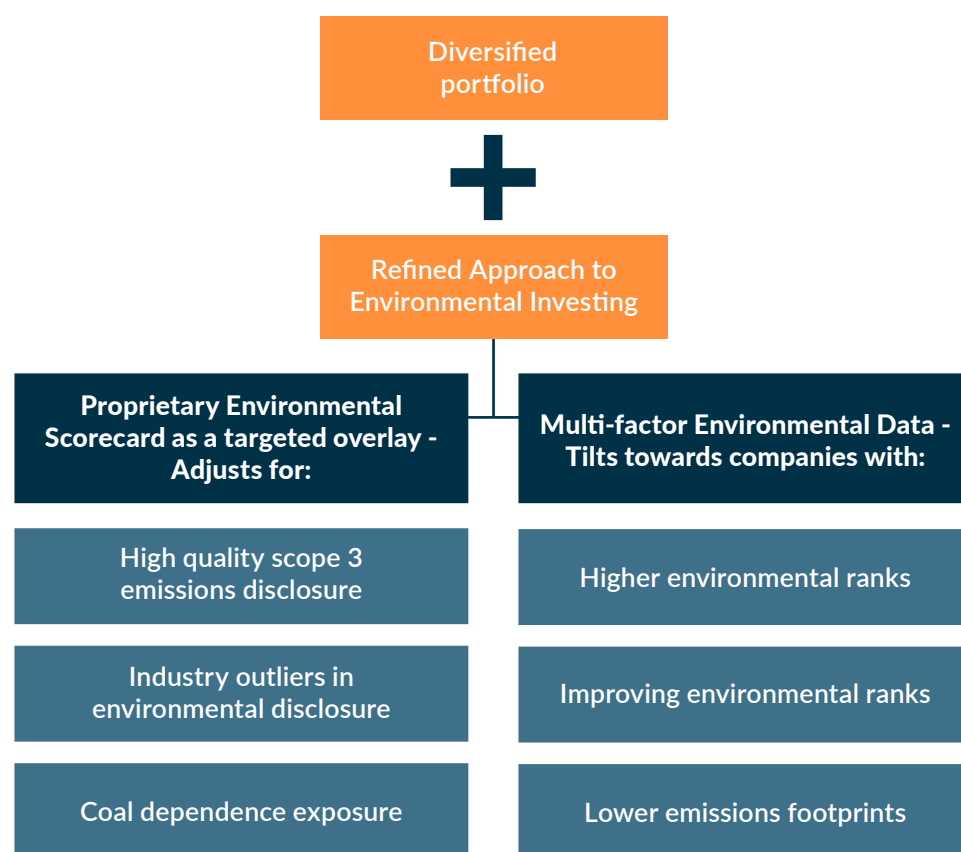 Diversified
portfolio
Refined Approach to
Environmental Investing
Proprietary Environmental
Scorecard as a targeted overlay -
Adjusts for:
High quality scope 3
emissions disclosure
Industry outliers in
environmental disclosure
Coal dependence exposure
Multi-factor Environmental Data -
Tilts towards companies with:
Higher environmental ranks
Improving environmental ranks
Lower emissions footprints